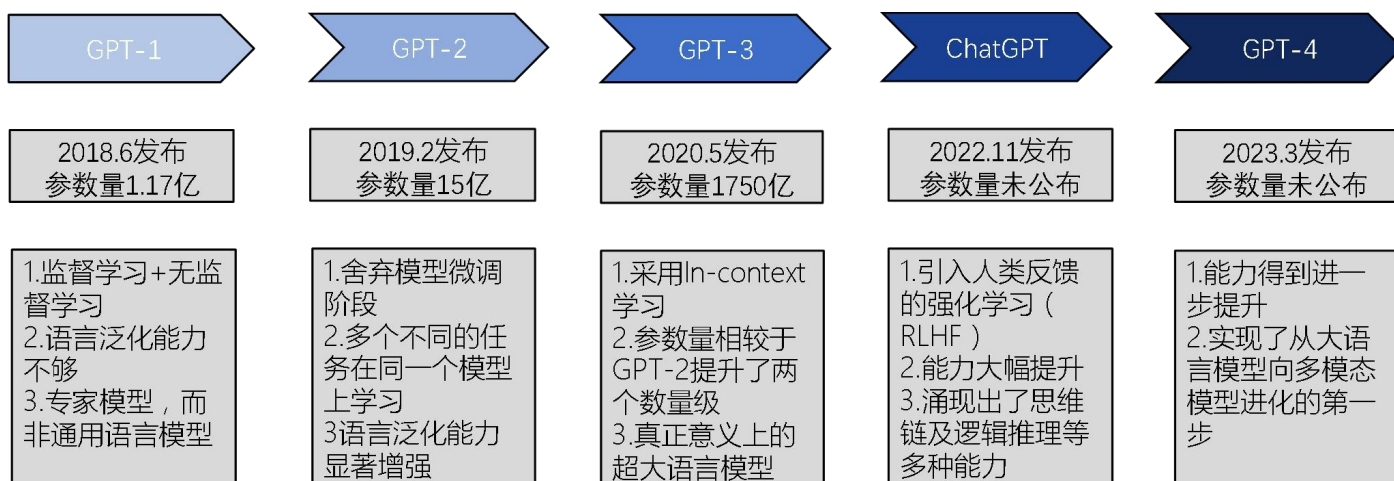 GPT-1
GPT-2
GPT-3
ChatGPT
GPT-4
2018.6发布
参数量1.17亿
2019.2发布
参数量15亿
2020.5发布
参数量1750亿
2022.11发布
参数量未公布
2023.3发布
参数量未公布
1.监督学习+无监
督学习
2.语言泛化能力
不够
3.专家模型，而
非通用语言模型
1.舍弃模型微调
阶段
2.多个不同的任
务在同一个模型
上学习
3语言泛化能力
显著增强
1.采用In-context
学习
2.参数量相较于
GPT-2提升了两
个数量级
3.真正意义上的
超大语言模型
1.引入人类反馈
的强化学习（
RLHF）
2.能力大幅提升
3.涌现出了思维
链及逻辑推理等
多种能力
1.能力得到进一
步提升
2.实现了从大语
言模型向多模态
模型进化的第一
步